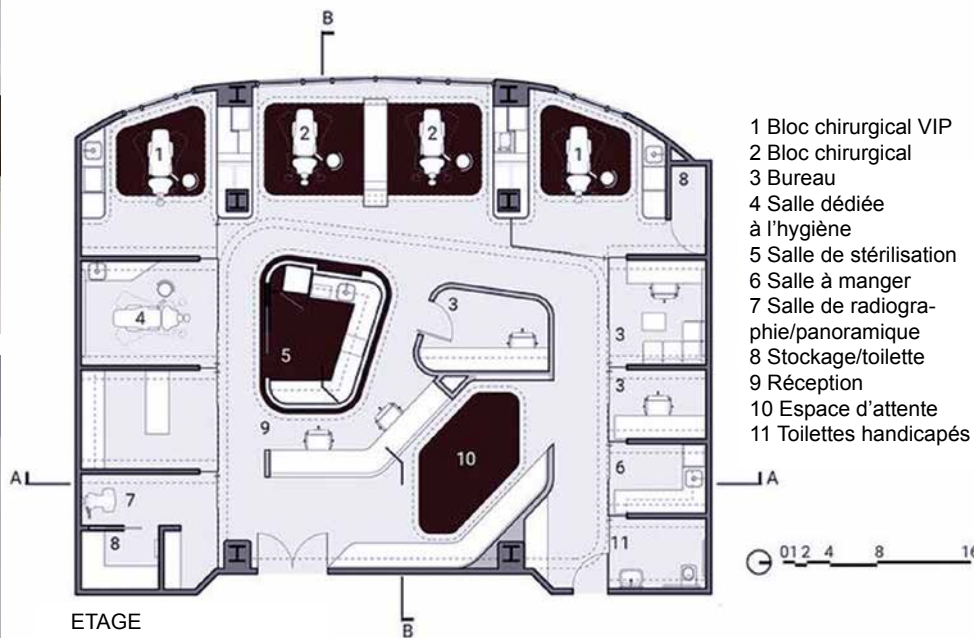 B
1
2
2
1
8
4
5
3
3
3
9
10
6
A
A
7
8
11
B
ETAGE
1 Bloc chirurgical VIP
2 Bloc chirurgical
3 Bureau
4 Salle dédiée
à l'hygiène
5 Salle de stérilisation
6 Salle à manger
7 Salle de radiogra-
phie/panoramique
8 Stockage/toilette
9 Réception
10 Espace d'attente
11 Toilettes handicapés
01 2 4 8 16